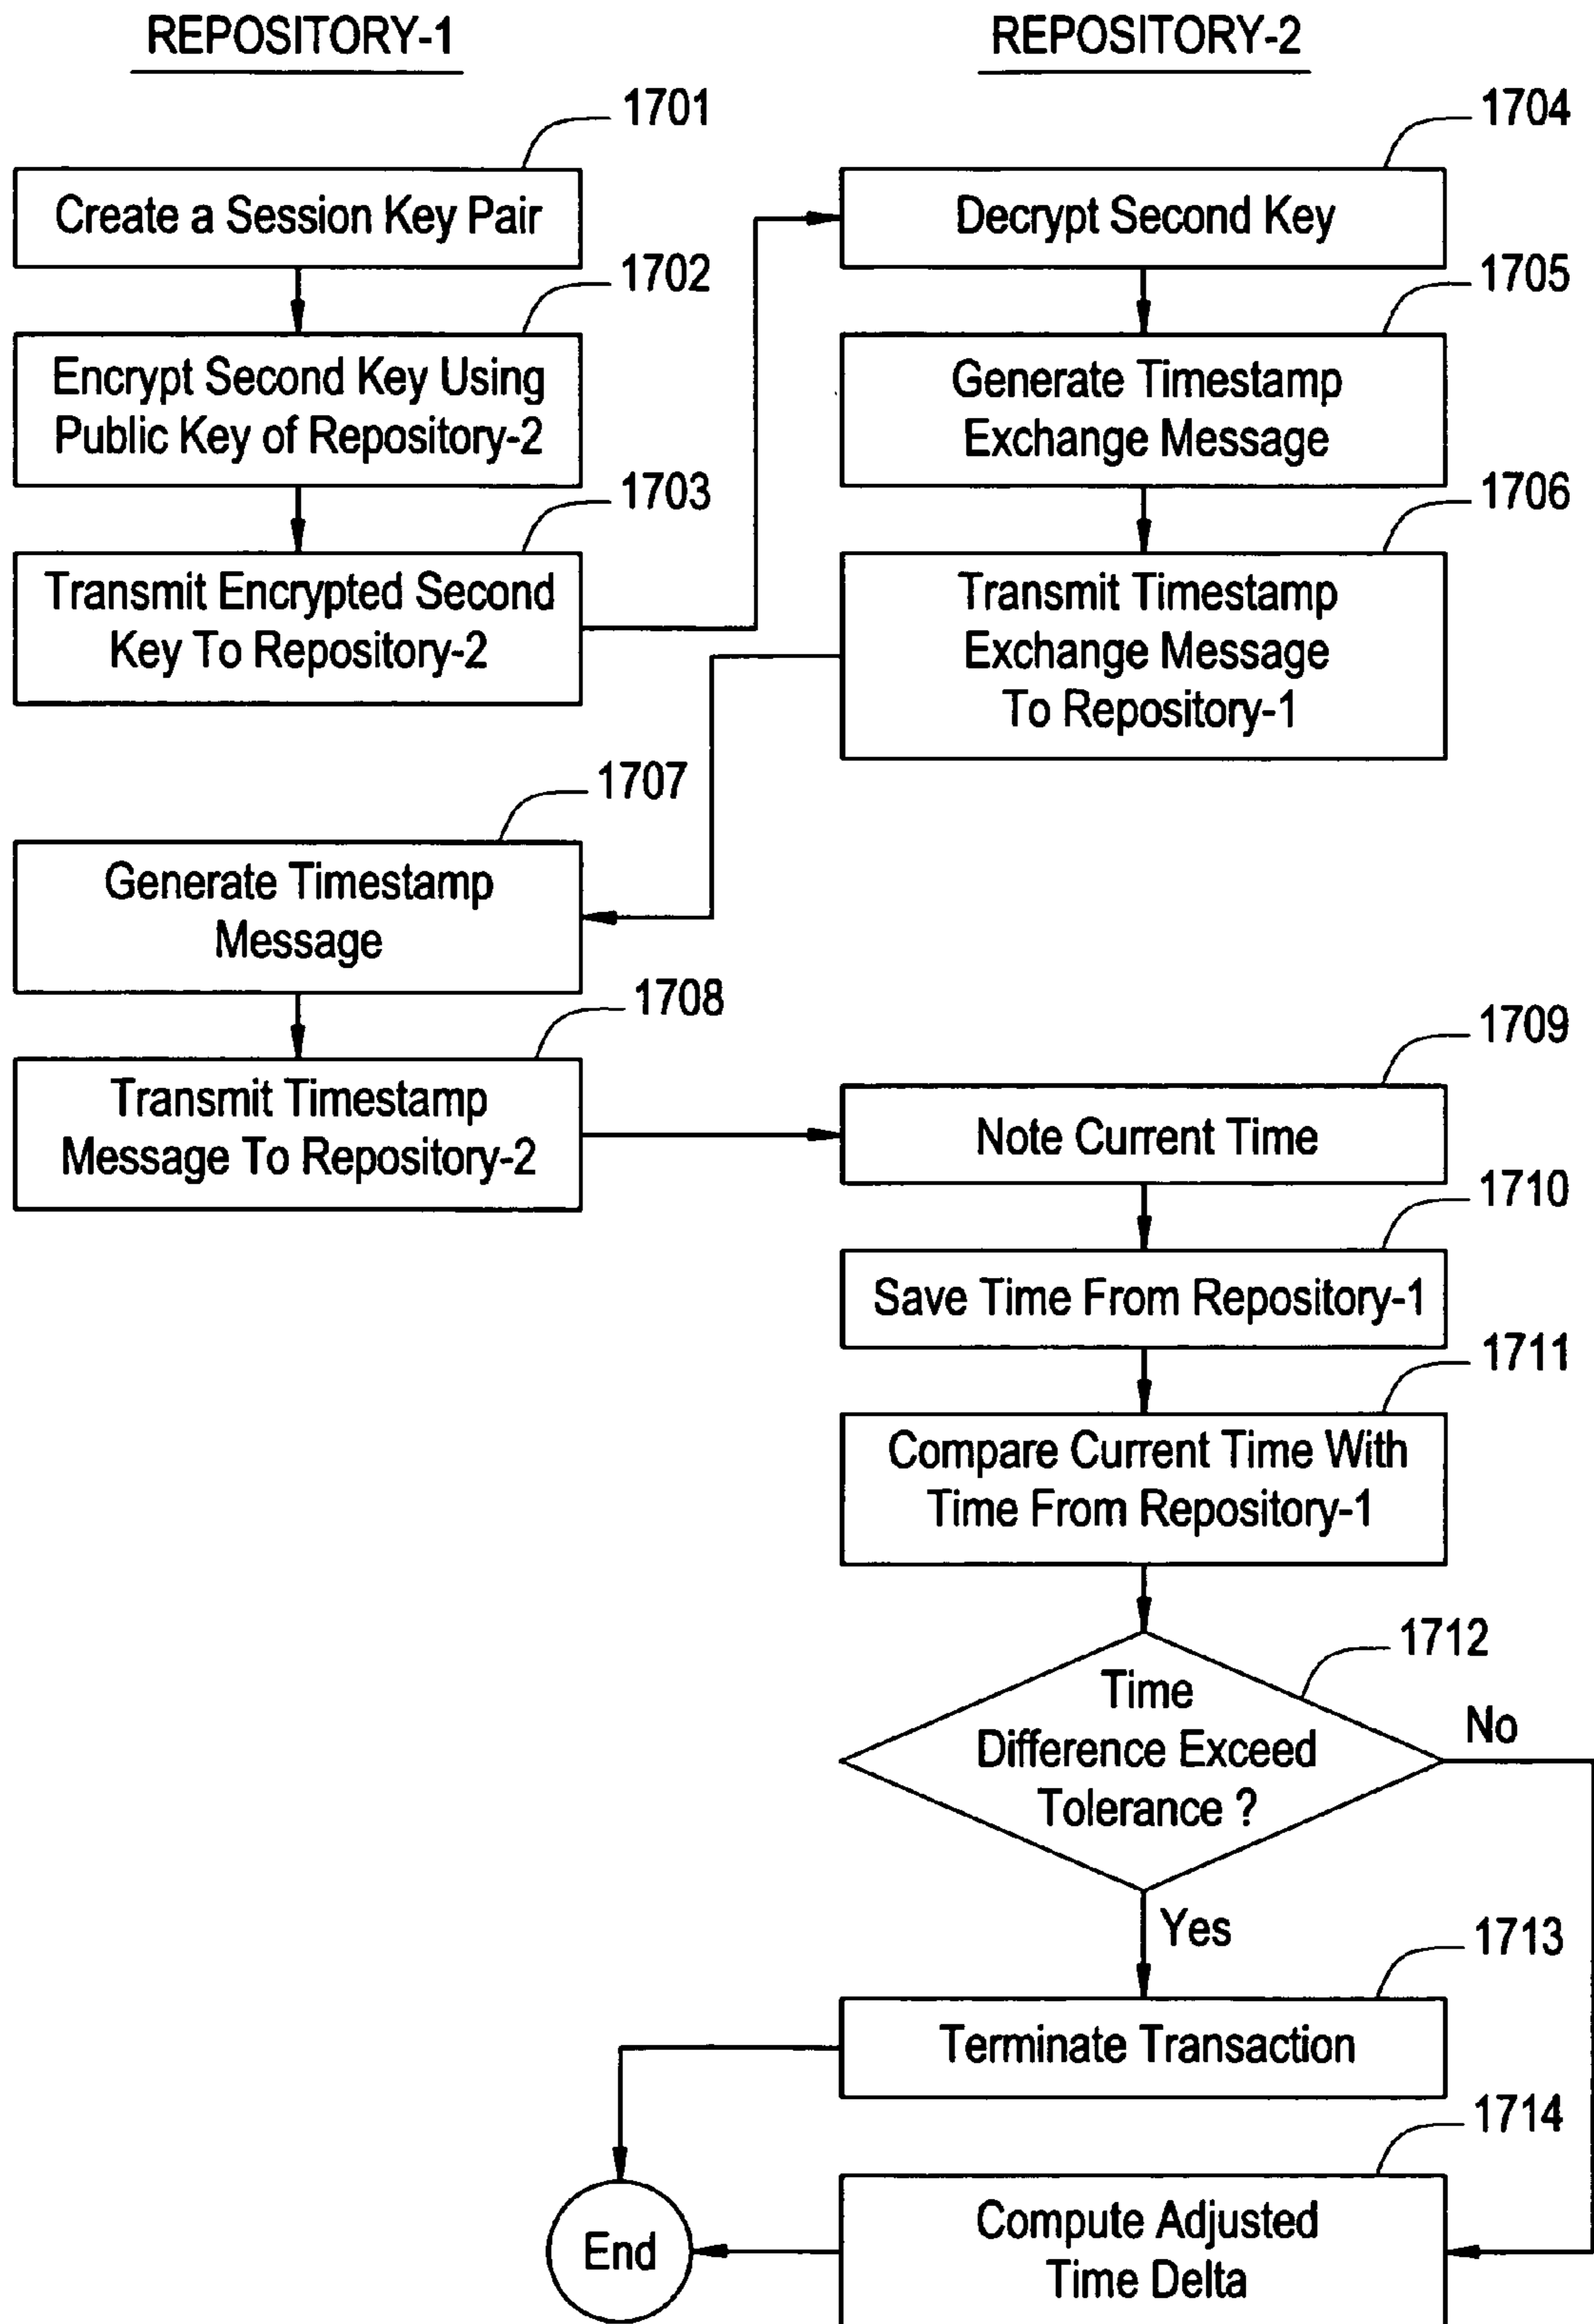 REPOSITORY-1
REPOSITORY-2
1701
Create a Session Key Pair
1702
Encrypt Second Key Using
Public Key of Repository-2
1703
Transmit Encrypted Second
Key To Repository-2
1704
Decrypt Second Key
1705
Generate Timestamp
Exchange Message
1706
Transmit Timestamp
Exchange Message
To Repository-1
1707
Generate Timestamp
Message
1708
Transmit Timestamp
Message To Repository-2
1709
Note Current Time
1710
Save Time From Repository-1
1711
Compare Current Time With
Time From Repository-1
1712
Time
Difference Exceed
Tolerance ?
No
Yes
1713
Terminate Transaction
1714
Compute Adjusted
Time Delta
End